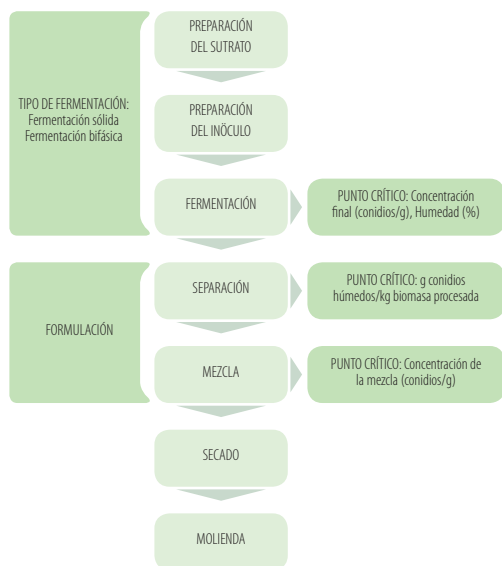 PREPARACIÓN
DEL SUTRATO
TIPO DE FERMENTACIÓN:
Fermentación sólida
Fermentación bifásica
PREPARACIÓN
DEL INÖCULO
FERMENTACIÓN
PUNTO CRÍTICO: Concentración
final (conidios/g), Humedad (%)
FORMULACIÓN
SEPARACIÓN
PUNTO CRÍTICO: g conidios
húmedos/kg biomasa procesada
MEZCLA
PUNTO CRÍTICO: Concentración de
la mezcla (conidios/g)
SECADO
MOLIENDA